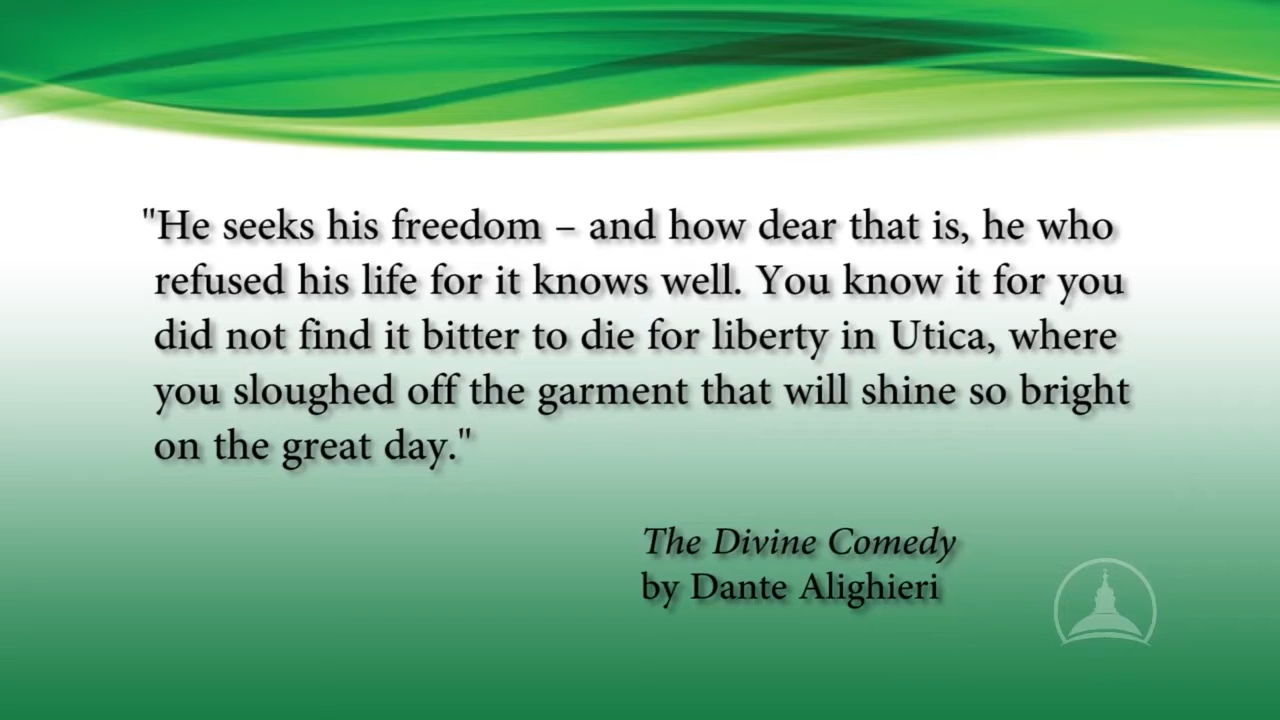 "He seeks his freedom – and how dear that is, he who
refused his life for it knows well. You know it for you
did not find it bitter to die for liberty in Utica, where
you sloughed off the garment that will shine so bright
on the great day."
The Divine Comedy
by Dante Alighieri